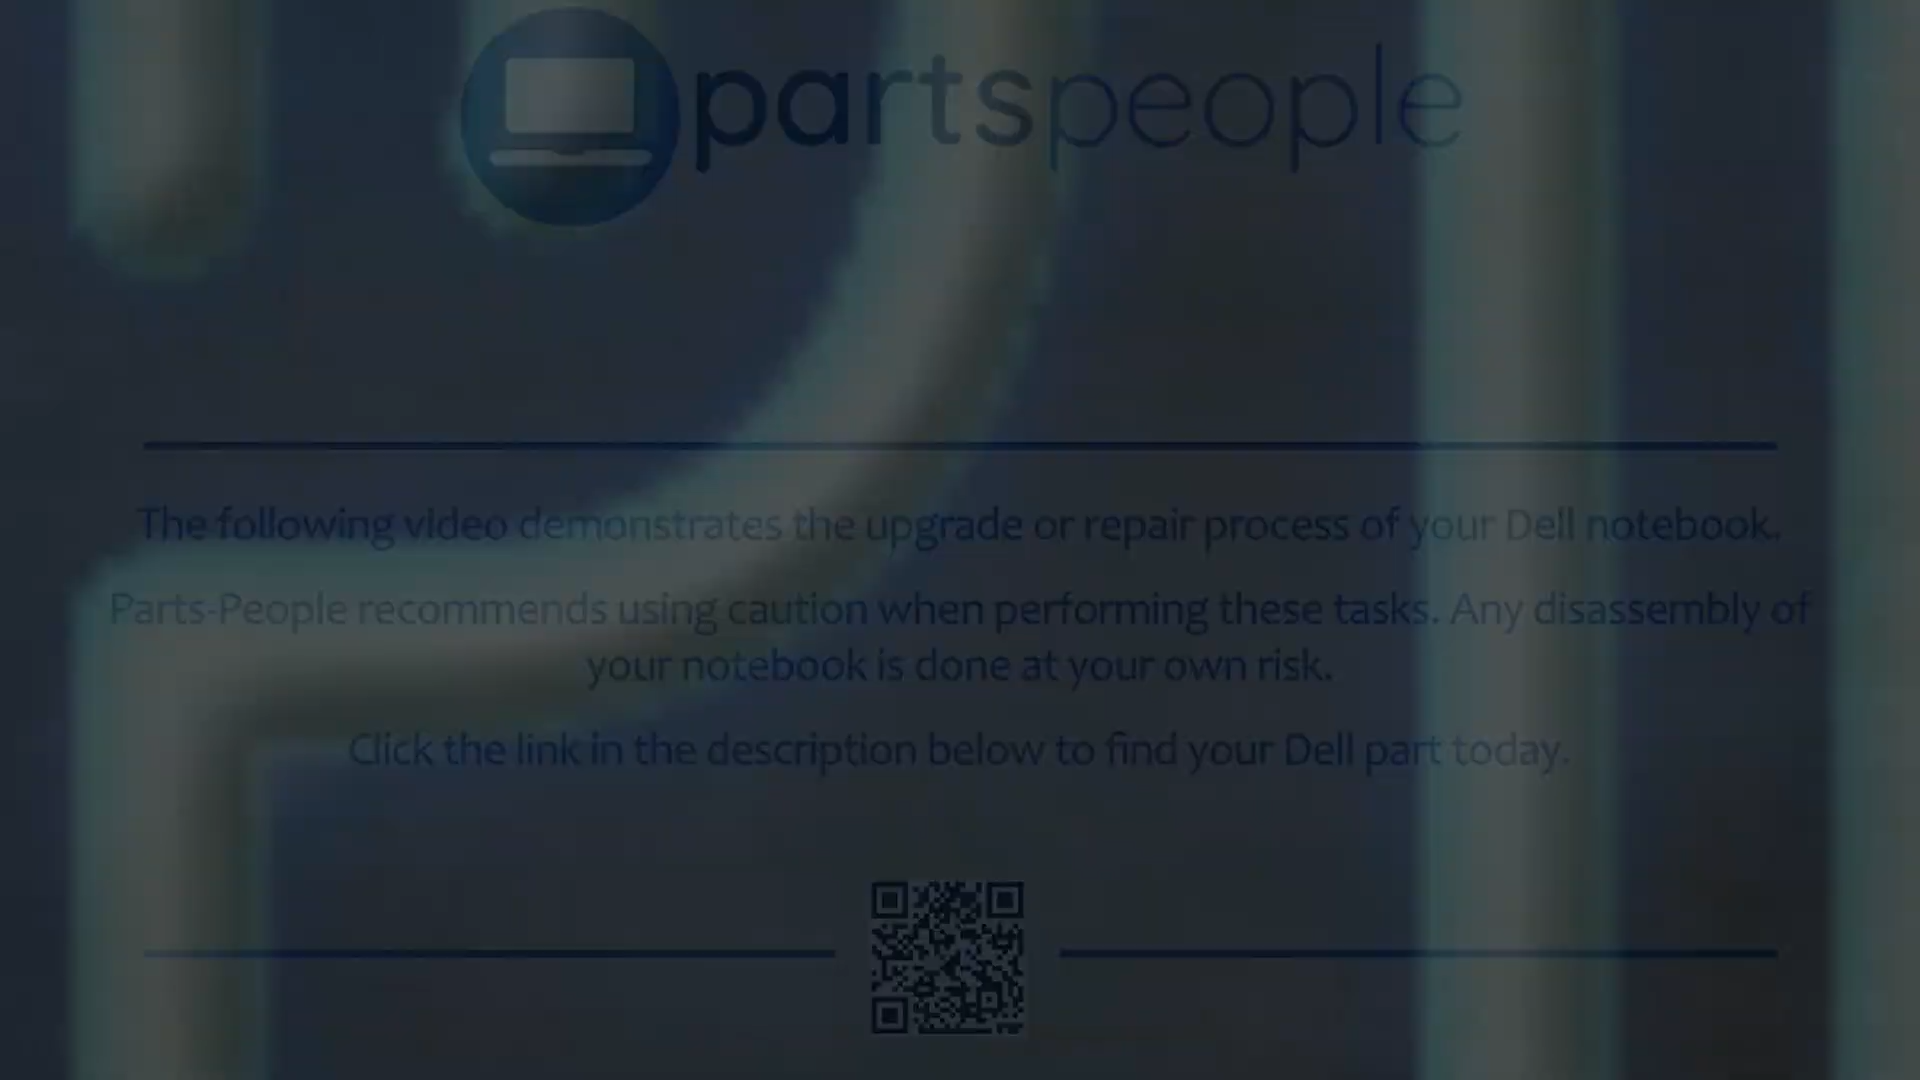 partspeople
The following video demonstrates the upgrade or repair process of your Dell notebook.
Parts-People recommends using caution when performing these tasks. Any disassembly of
your notebook is done at your own risk.
Click the link in the description below to find your Dell part today.